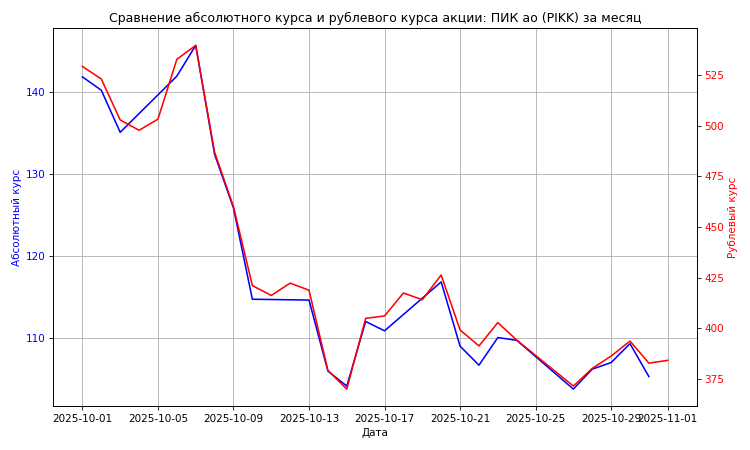 Сравнение абсолютного курса и рублевого курса акции: ПИК ао (PIKK) за месяц
140
130
120
110
Абсолютный курс
525
500
475
450
425
400
375
Рублевый курс
2025-10-01 2025-10-05 2025-10-09 2025-10-13 2025-10-17 2025-10-21 2025-10-25 2025-10-29 2025-11-01
Дата